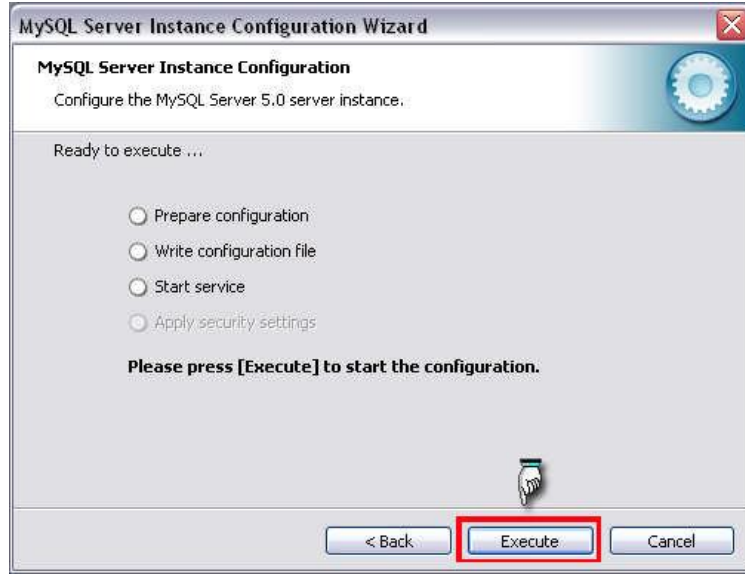 MySQL Server Instance Configuration Wizard
MySQL Server Instance Configuration
Configure the MySQL Server 5.0 server instance.
Ready to execute ...
Prepare configuration
Write configuration file
Start service
Apply security settings
Please press [Execute] to start the configuration.
< Back
Execute
Cancel